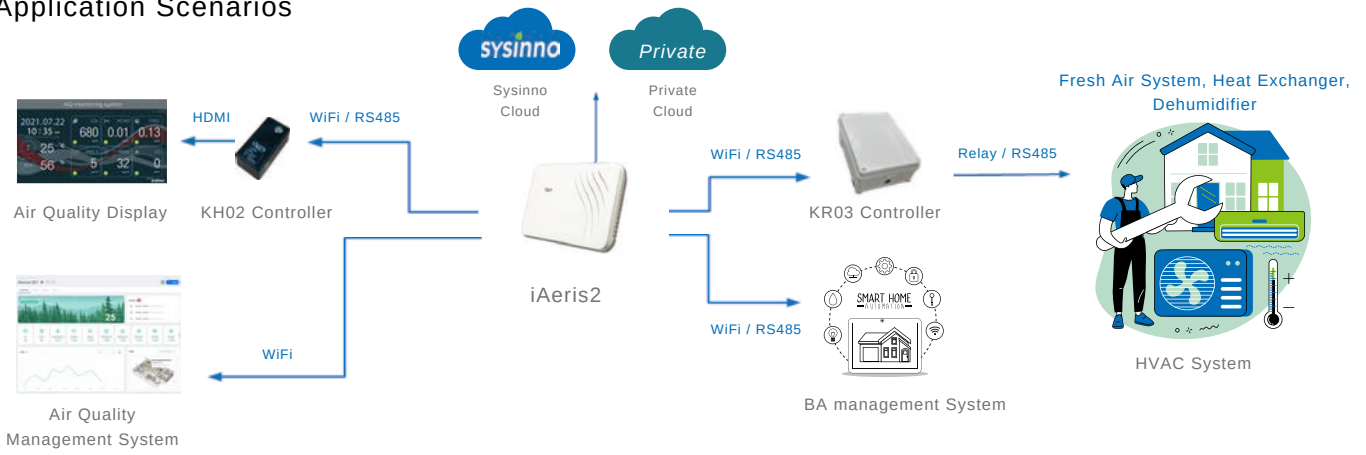 Application Scenarios
sysinno
Private
Sysinno
Cloud
Private
Cloud
Fresh Air System, Heat Exchanger,
Dehumidifier
2021.07.22
10:35
680
0.01
0.13
25
56
5
32
0
HDMI
WiFi / RS485
WiFi / RS485
Relay / RS485
Air Quality Display
KH02 Controller
KR03 Controller
iAeris2
25
WiFi
WiFi / RS485
SMART HOME
AUTOMATION
HVAC System
BA management System
Air Quality
Management System